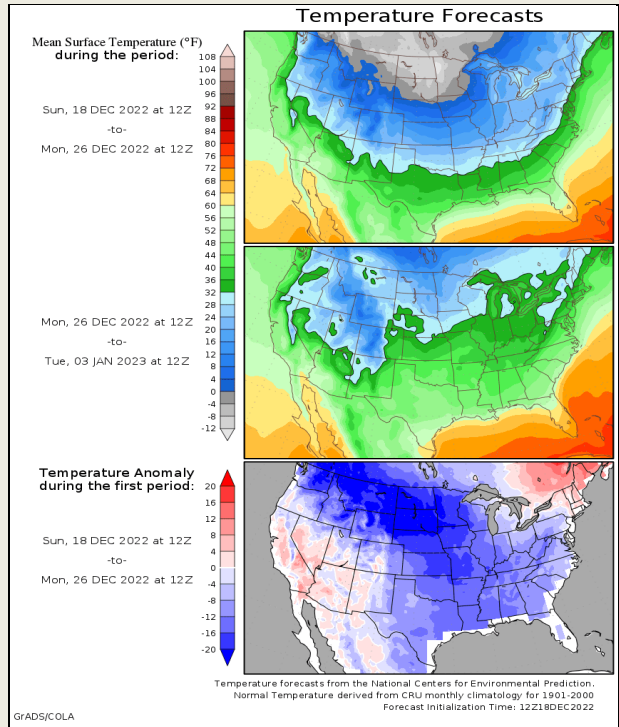 Temperature Forecasts
Mean Surface Temperature (°F)
during the period:
108
104
100
96
92
88
84
80
76
72
68
64
60
56
52
48
44
40
36
32
28
24
20
16
12
8
4
0
-4
-8
-12
Sun, 18 DEC 2022 at 12Z
-to-
Mon, 26 DEC 2022 at 12Z
Mon, 26 DEC 2022 at 12Z
-to-
Tue, 03 JAN 2023 at 12Z
Temperature Anomaly
during the first period:
20
16
12
8
4
0
-4
-8
-12
-16
-20
Sun, 18 DEC 2022 at 12Z
-to-
Mon, 26 DEC 2022 at 12Z
Temperature forecasts from the National Centers for Environmental Prediction.
Normal Temperature derived from CRU monthly climatology for 1901-2000
Forecast Initialization Time: 12Z18DEC2022
GrADS/COLA